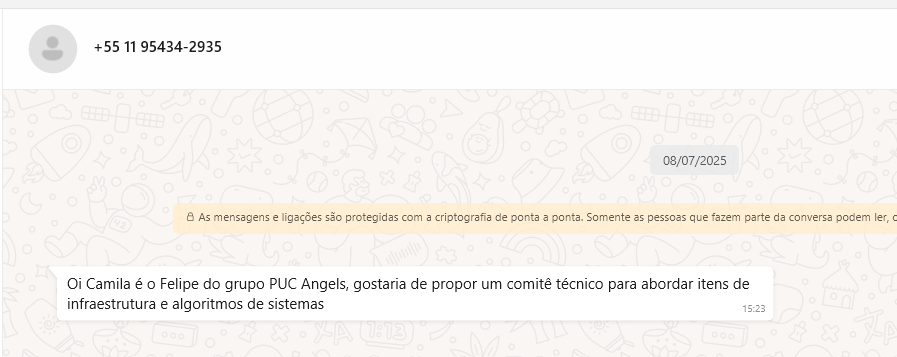 +55 11 95434-2935
08/07/2025
As mensagens e ligações são protegidas com a criptografia de ponta a ponta. Somente as pessoas que fazem parte da conversa podem ler,
Oi Camila é o Felipe do grupo PUC Angels, gostaria de propor um comitê técnico para abordar itens de
infraestrutura e algoritmos de sistemas
15:23